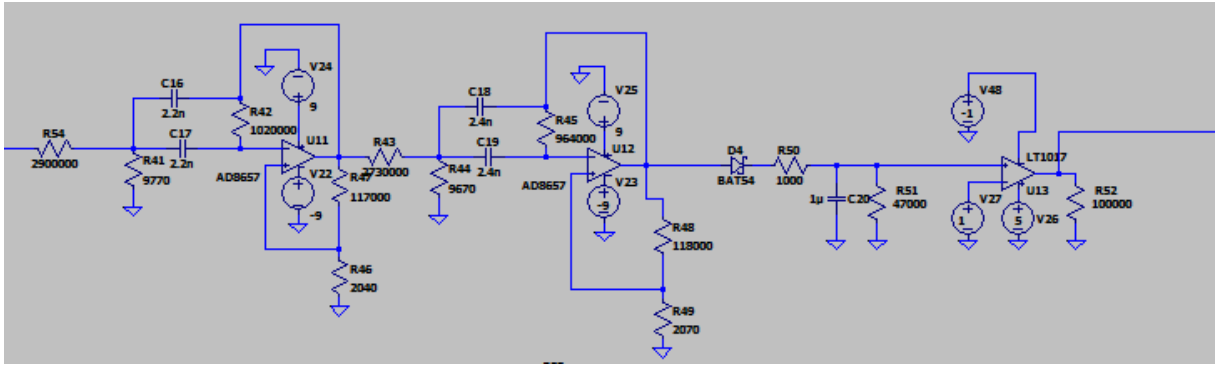 C16
2.2n
R54
2900000
R41
9770
C17
2.2n
R42
1020000
V24
9
U11
AD8657
V22
-9
R47
117000
R46
2040
R43
2730000
C18
2.4n
R44
9670
C19
2.4n
R45
964000
V25
9
U12
AD8657
V23
-9
R48
118000
R49
2070
D4
BAT54
R50
1000
1µ
C20
R51
47000
V48
-1
LT1017
U13
V27
1
V26
5
R52
100000